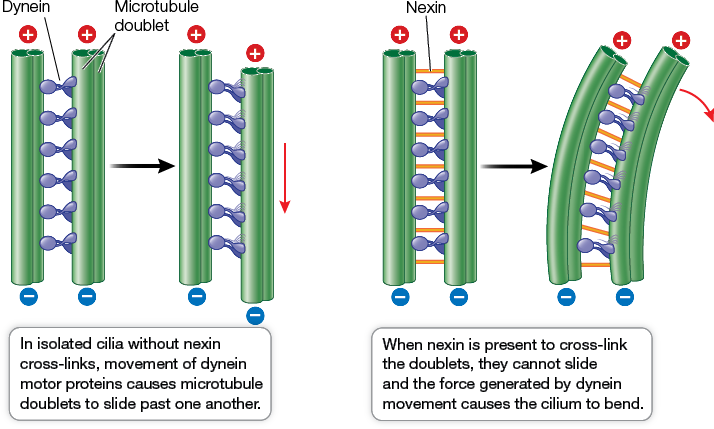 Dynein
Microtubule
doublet
+
+
+
−
−
−
In isolated cilia without nexin
cross-links, movement of dynein
motor proteins causes microtubule
doublets to slide past one another.
Nexin
+
+
+
+
−
−
−
−
When nexin is present to cross-link
the doublets, they cannot slide
and the force generated by dynein
movement causes the cilium to bend.